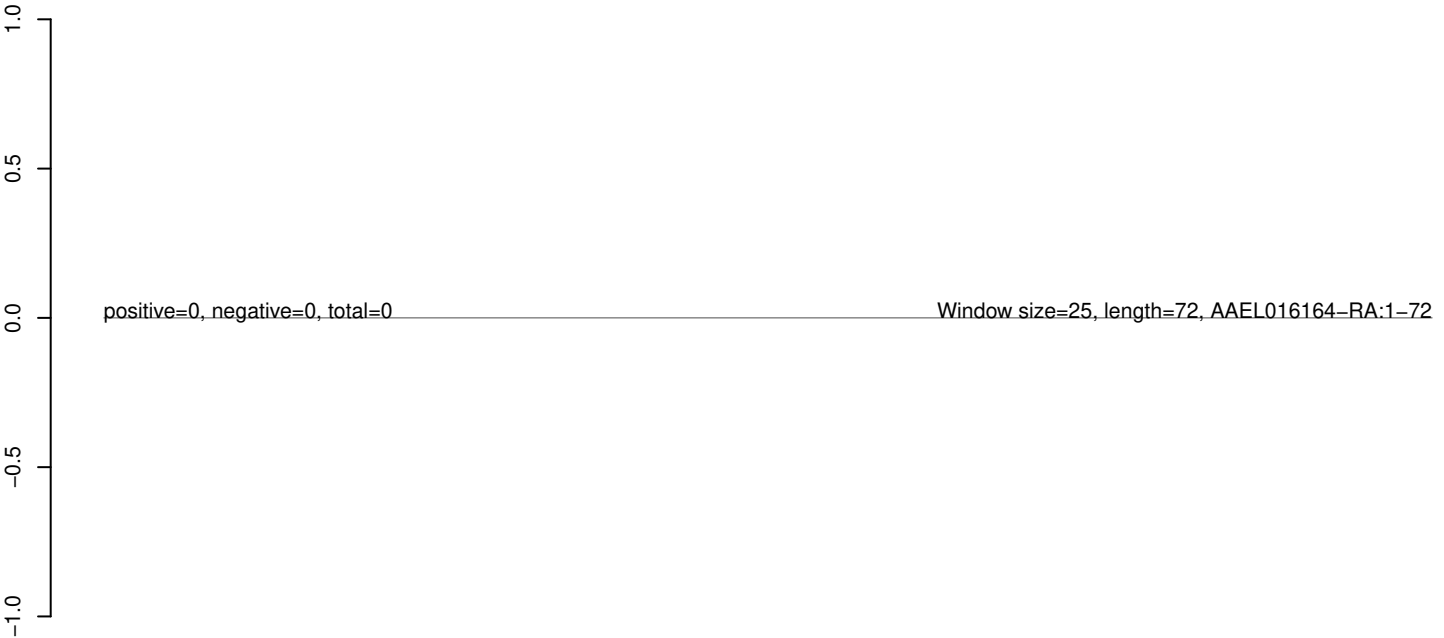 1.0
0.5
positive=0, negative=0, total=0
Window size=25, length=72, AAEL016164−RA:1−72
0.0
−0.5
−1.0